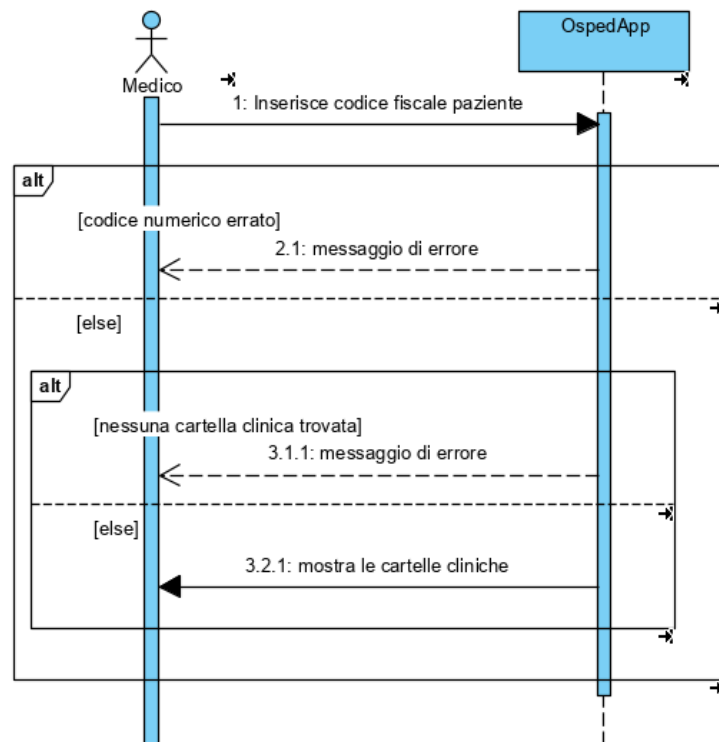 Medico
OspedApp
1: Inserisce codice fiscale paziente
alt
[codice numerico errato]
2.1: messaggio di errore
[else]
alt
[nessuna cartella clinica trovata]
3.1.1: messaggio di errore
[else]
3.2.1: mostra le cartelle cliniche